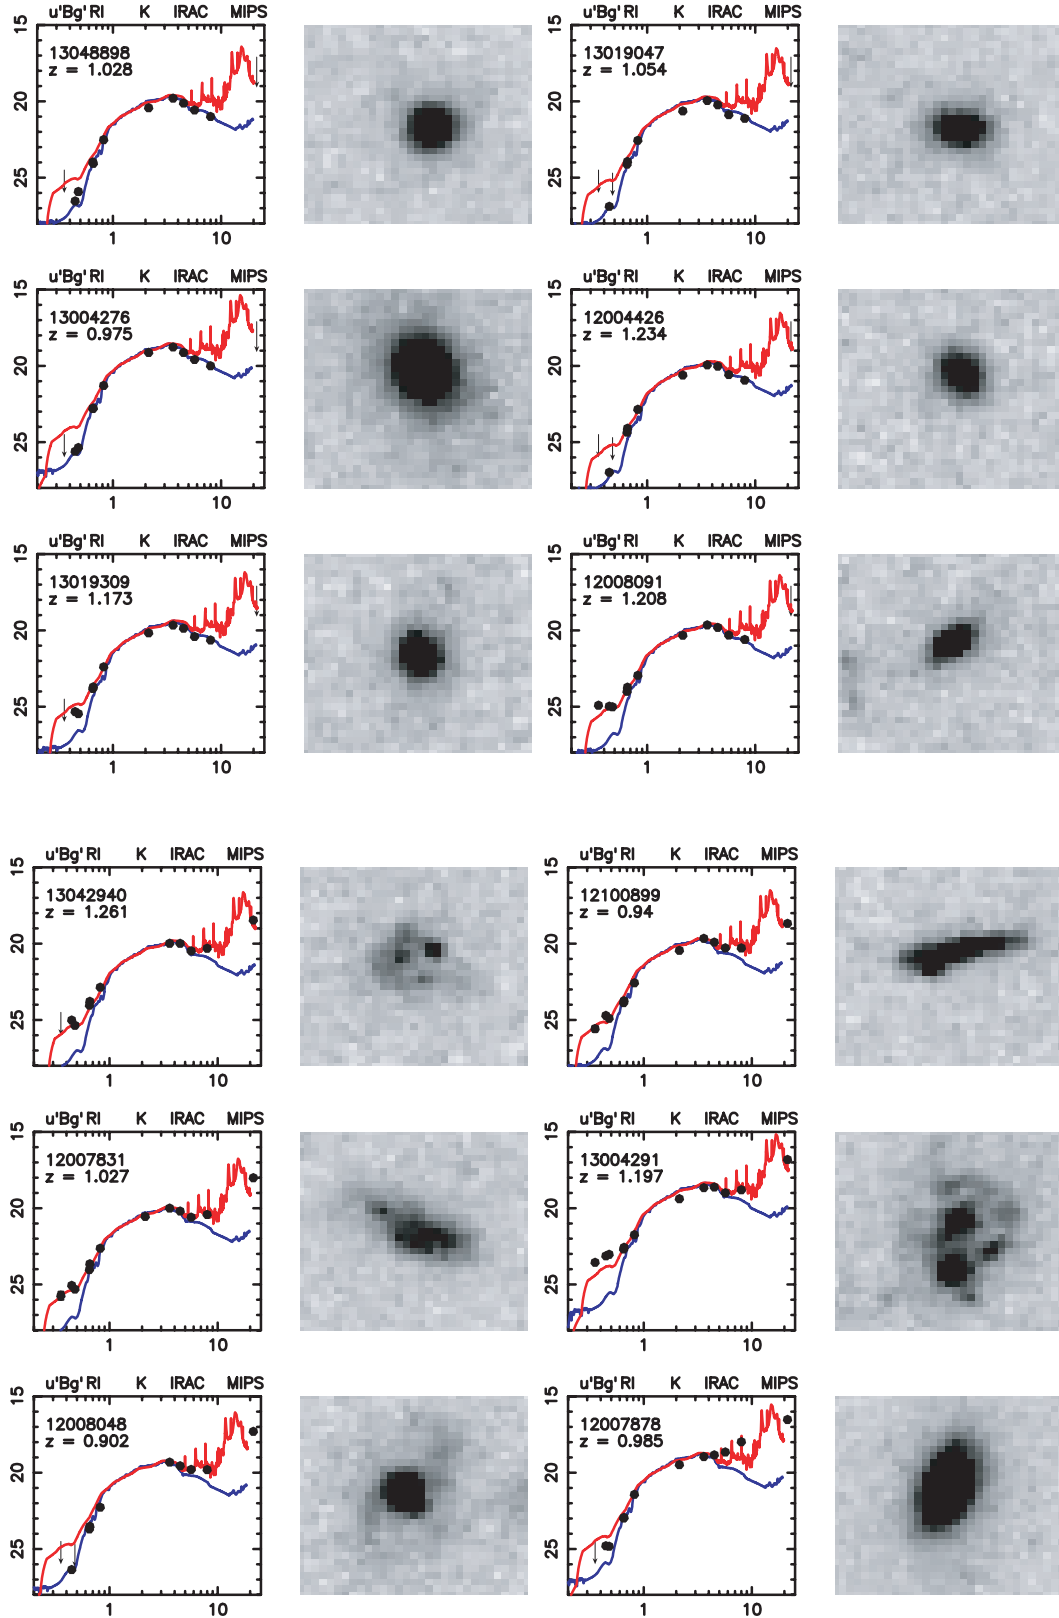 u'Bg' RI K IRAC MIPS
15
20
25
13048898
z = 1.028
1 10
u'Bg' RI K IRAC MIPS
15
20
25
13019047
z = 1.054
1 10
u'Bg' RI K IRAC MIPS
15
20
25
13004276
z = 0.975
1 10
u'Bg' RI K IRAC MIPS
15
20
25
12004426
z = 1.234
1 10
u'Bg' RI K IRAC MIPS
15
20
25
13019309
z = 1.173
1 10
u'Bg' RI K IRAC MIPS
15
20
25
12008091
z = 1.208
1 10
u'Bg' RI K IRAC MIPS
15
20
25
13042940
z = 1.261
1 10
u'Bg' RI K IRAC MIPS
15
20
25
12100899
z = 0.94
1 10
u'Bg' RI K IRAC MIPS
15
20
25
12007831
z = 1.027
1 10
u'Bg' RI K IRAC MIPS
15
20
25
13004291
z = 1.197
1 10
u'Bg' RI K IRAC MIPS
15
20
25
12008048
z = 0.902
1 10
u'Bg' RI K IRAC MIPS
15
20
25
12007878
z = 0.985
1 10